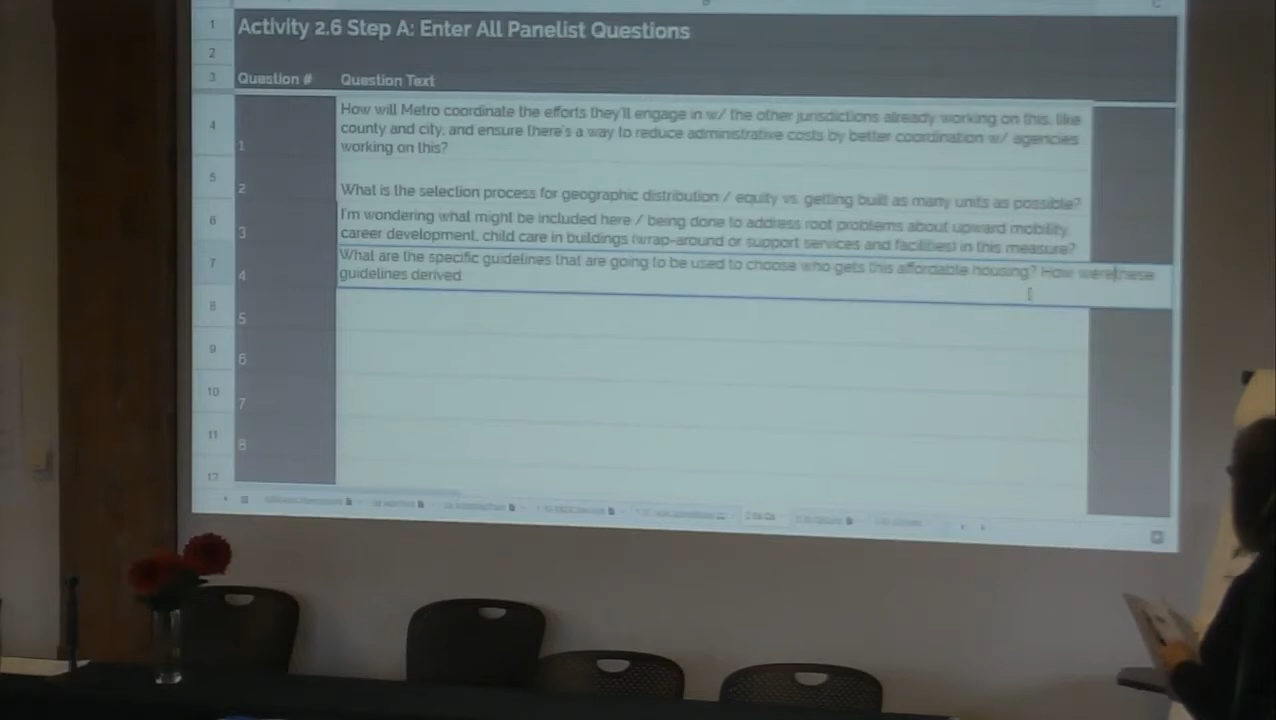 1 Activity 2.6 Step A: Enter All Panelist Questions
2
3 Question # Question Text
4 1 How will Metro coordinate the efforts they'll engage in w/ the other jurisdictions already working on this, like
county and city, and ensure there's a way to reduce administrative costs by better coordination w/ agencies
working on this?
5 2 What is the selection process for geographic distribution / equity vs. getting built as many units as possible?
6 3 I'm wondering what might be included here / being done to address root problems about upward mobility,
career development, child care in buildings (wrap-around or support services and facilities) in this measure?
7 4 What are the specific guidelines that are going to be used to choose who gets this affordable housing? How were these
guidelines derived
8 5
9 6
10 7
11 8
12